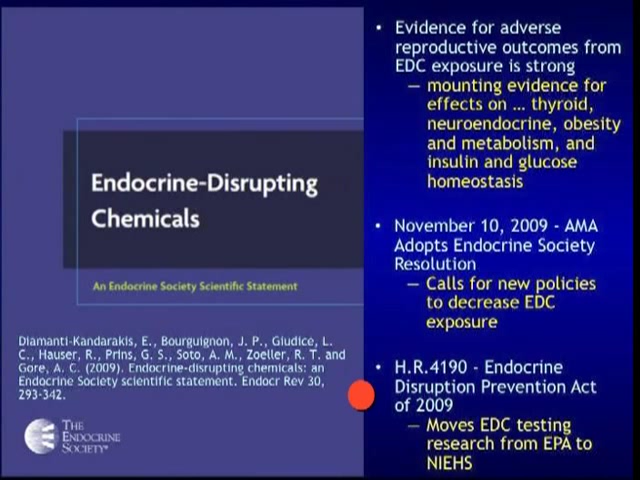 Endocrine-Disrupting
Chemicals
An Endocrine Society Scientific Statement
Diamanti-Kandarakis, E., Bourguignon, J. P., Giudice, L.
C., Hauser, R., Prins, G. S., Soto, A. M., Zoeller, R. T. and
Gore, A. C. (2009). Endocrine-disrupting chemicals: an
Endocrine Society scientific statement. Endocr Rev 30,
293-342.
THE
ENDOCRINE
SOCIETY®
• Evidence for adverse
reproductive outcomes from
EDC exposure is strong
— mounting evidence for
effects on … thyroid,
neuroendocrine, obesity
and metabolism, and
insulin and glucose
homeostasis
• November 10, 2009 - AMA
Adopts Endocrine Society
Resolution
— Calls for new policies
to decrease EDC
exposure
• H.R.4190 - Endocrine
Disruption Prevention Act
of 2009
— Moves EDC testing
research from EPA to
NIEHS